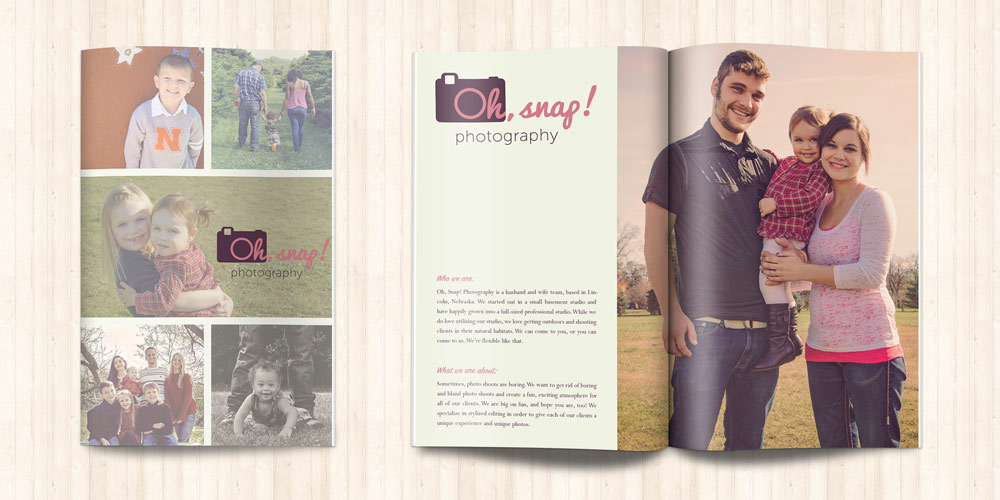 N
Oh, snap!
photography
Oh, snap!
photography
Who we are:
Oh, Snap! Photography is a husband and wife team, based in Lin-
coln, Nebraska. We started out in a small basement studio and
have happily grown into a full-sized professional studio. While we
do love utilizing our studio, we love getting outdoors and shooting
clients in their natural habitats. We can come to you, or you can
come to us. We're flexible like that.
What we are about:
Sometimes, photo shoots are boring. We want to get rid of boring
and bland photo shoots and create a fun, exciting atmosphere for
all of our clients. We are big on fun, and hope you are, too! We
specialize in stylized editing in order to give each of our clients a
unique experience and unique photos.